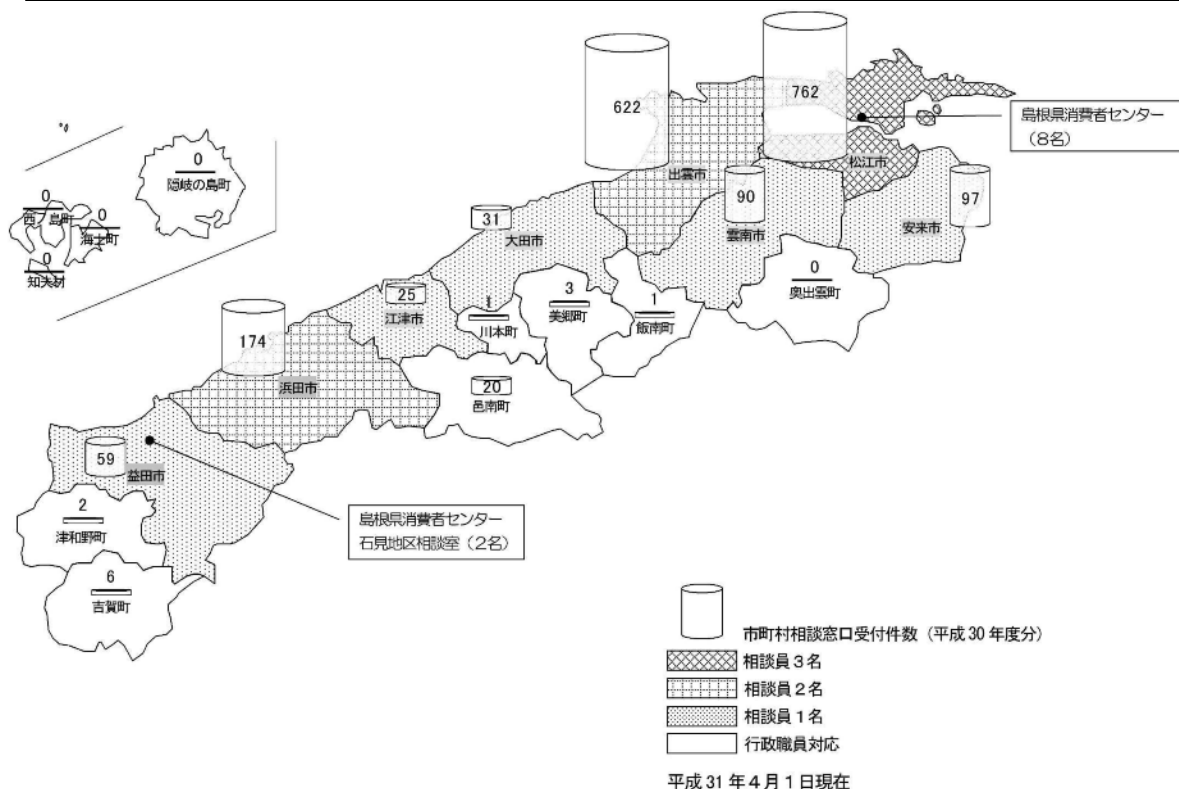 622
762
島根県消費者センター
（8名）
松江市
出雲市
0
隠岐の島町
0
西ノ島町
0
海士町
0
知夫村
90
雲南市
97
安来市
31
大田市
0
奥出雲町
25
江津市
1
川本町
3
美郷町
1
飯南町
174
浜田市
20
邑南町
59
益田市
島根県消費者センター
石見地区相談室（2名）
2
津和野町
6
吉賀町
市町村相談窓口受付件数（平成30年度分）
相談員３名
相談員２名
相談員１名
行政職員対応
平成31年４月１日現在